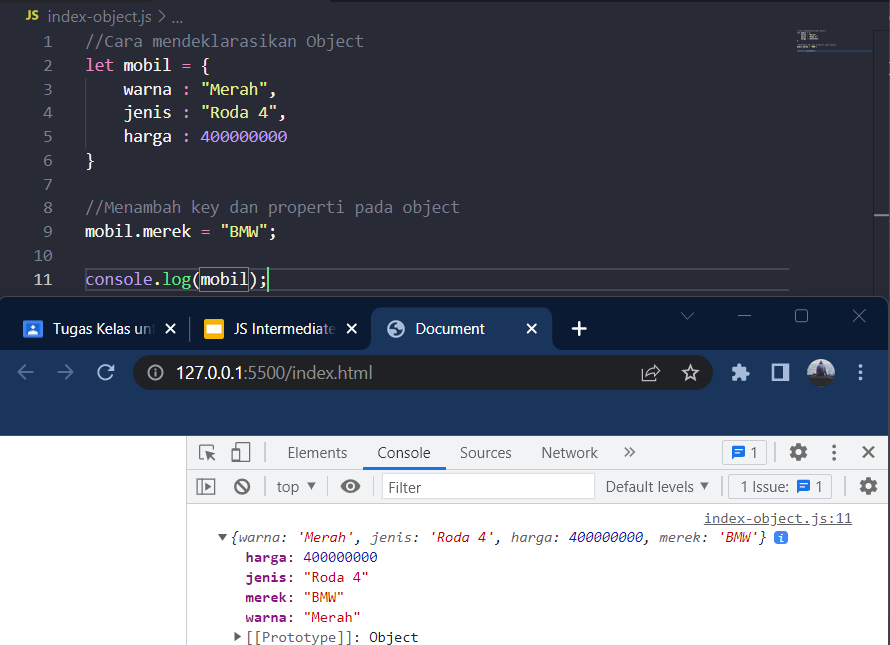 JS index-object.js > ...
1 //Cara mendeklarasikan Object
2 let mobil = {
3 warna : "Merah",
4 jenis : "Roda 4",
5 harga : 400000000
6 }
7
8 //Menambah key dan properti pada object
9 mobil.merek = "BMW";
10
11 console.log(mobil);
Tugas Kelas unt JS Intermediate Document
127.0.0.1:5500/index.html
Elements Console Sources Network » 1
top Filter Default levels 1 Issue: 1
index-object.js:11
{warna: 'Merah', jenis: 'Roda 4', harga: 400000000, merek: 'BMW'}
harga: 400000000
jenis: "Roda 4"
merek: "BMW"
warna: "Merah"
[[Prototype]]: Object